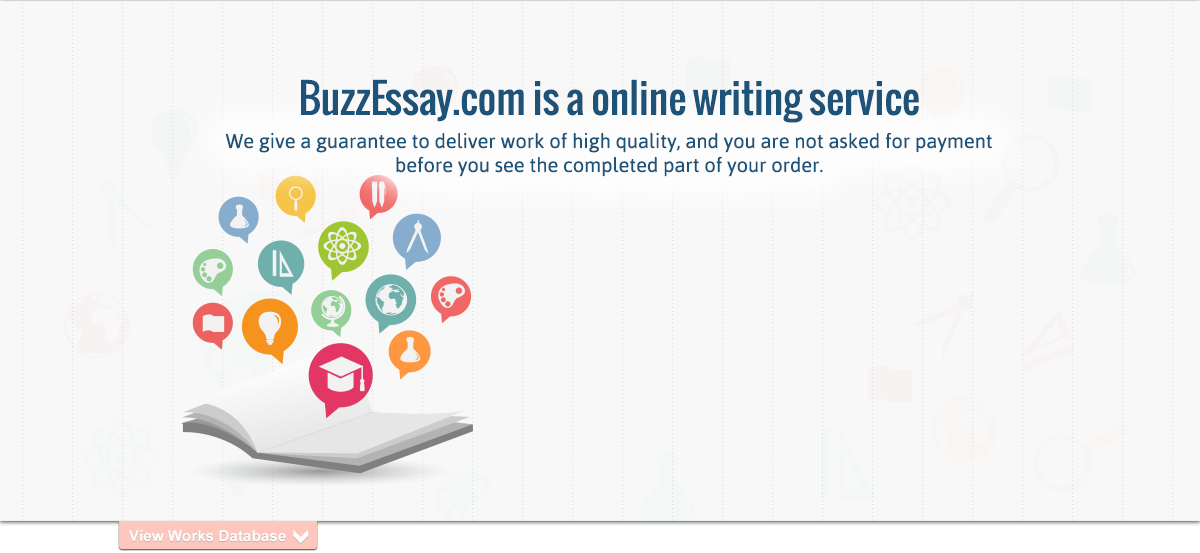 BuzzEssay.com is a online writing service
We give a guarantee to deliver work of high quality, and you are not asked for payment
before you see the completed part of your order.
View Works Database